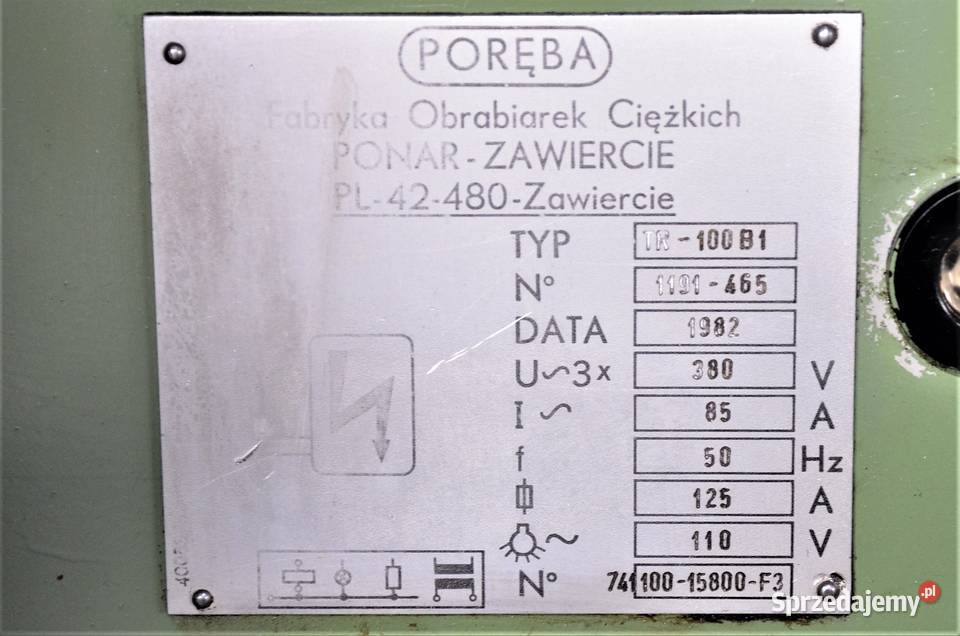 PORĘBA
Fabryka Obrabiarek Ciężkich
PONAR-ZAWIERCIE
PL-42-480-Zawiercie
TYP TR-100B1
N° 1191-465
DATA 1982
U~3x 380 V
I ~ 85 A
f 50 Hz
125 A
~ 110 V
N° 741100-15800-F3
Sprzedajemy.pl